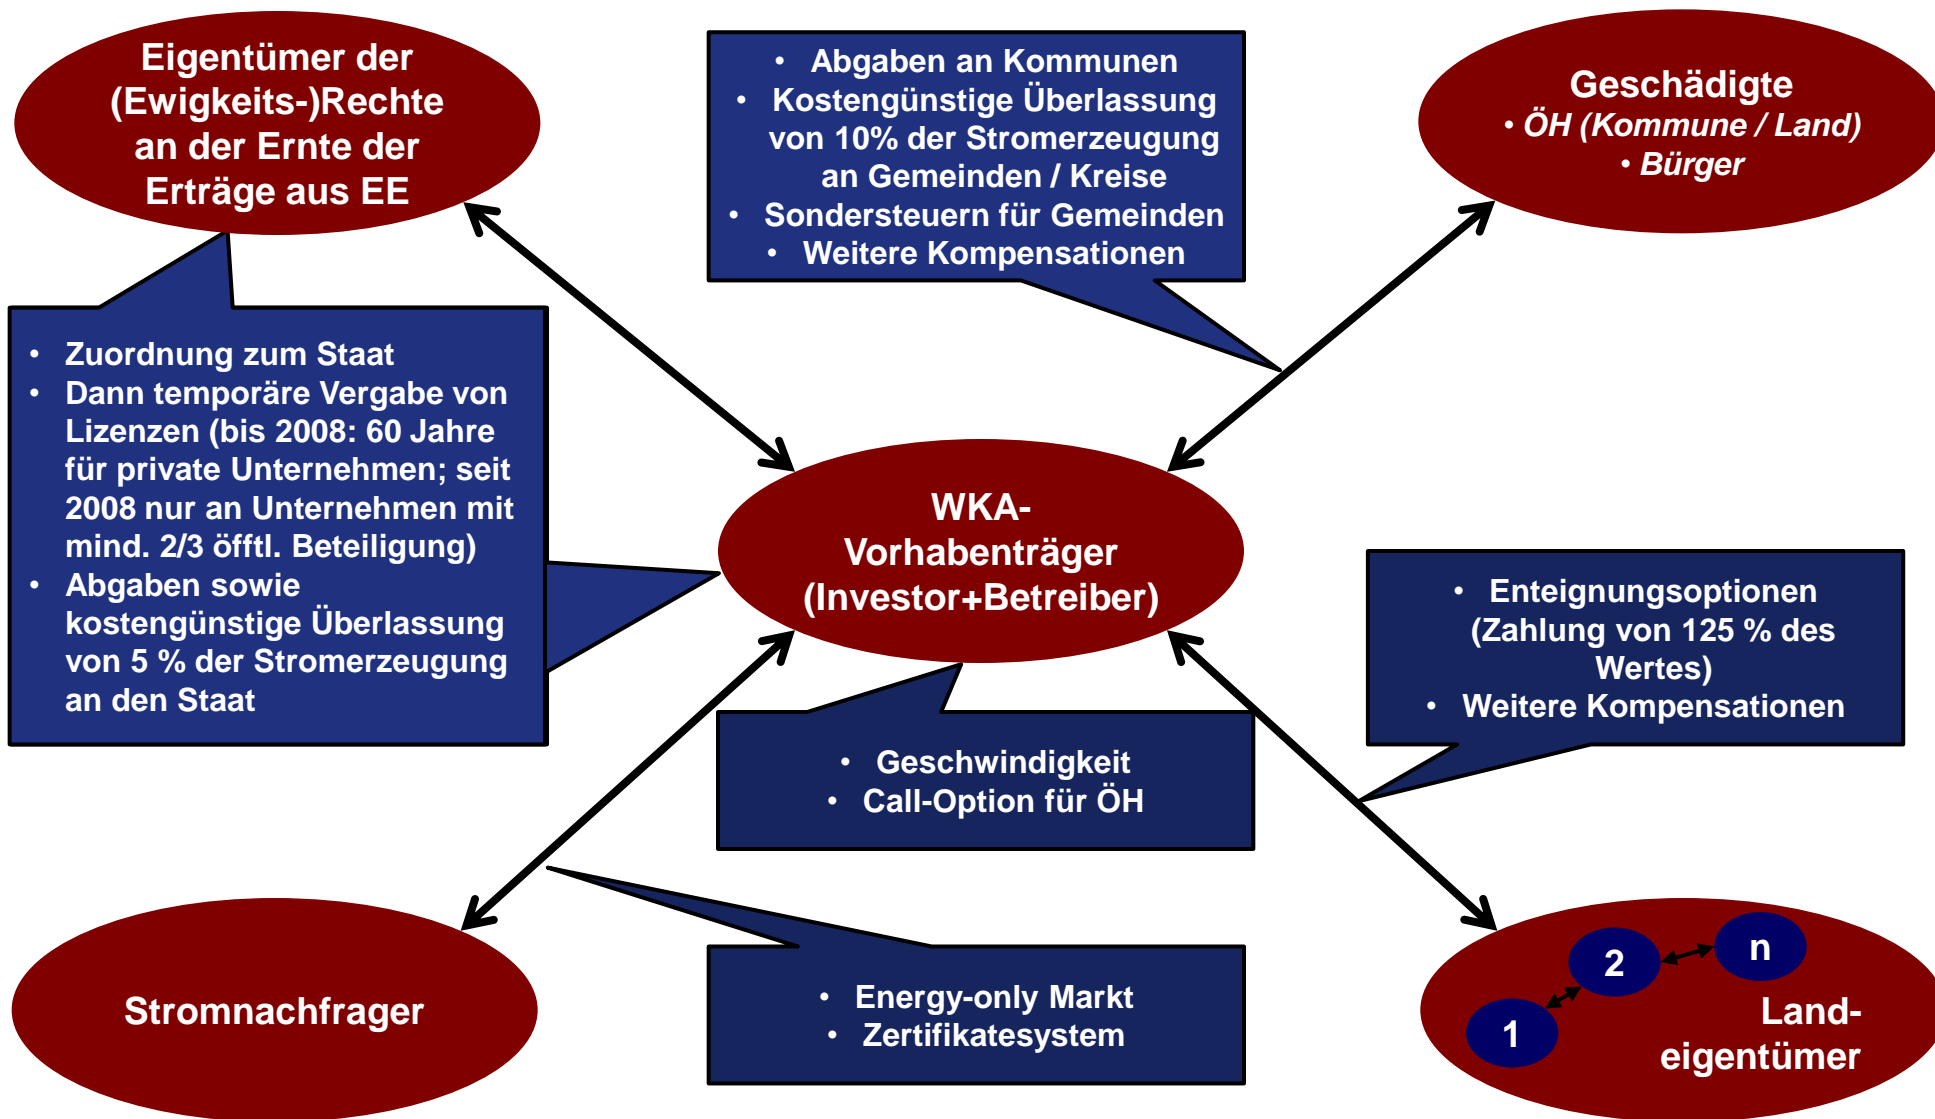 Eigentümer der
(Ewigkeits-)Rechte
an der Ernte der
Erträge aus EE
• Abgaben an Kommunen
• Kostengünstige Überlassung
von 10% der Stromerzeugung
an Gemeinden / Kreise
• Sondersteuern für Gemeinden
• Weitere Kompensationen
Geschädigte
• ÖH (Kommune / Land)
• Bürger
• Zuordnung zum Staat
• Dann temporäre Vergabe von
Lizenzen (bis 2008: 60 Jahre
für private Unternehmen; seit
2008 nur an Unternehmen mit
mind. 2/3 öfftl. Beteiligung)
• Abgaben sowie
kostengünstige Überlassung
von 5 % der Stromerzeugung
an den Staat
WKA-
Vorhabenträger
(Investor+Betreiber)
• Enteignungsoptionen
(Zahlung von 125 % des
Wertes)
• Weitere Kompensationen
• Geschwindigkeit
• Call-Option für ÖH
Stromnachfrager
• Energy-only Markt
• Zertifikatesystem
1
2
n
Land-
eigentümer